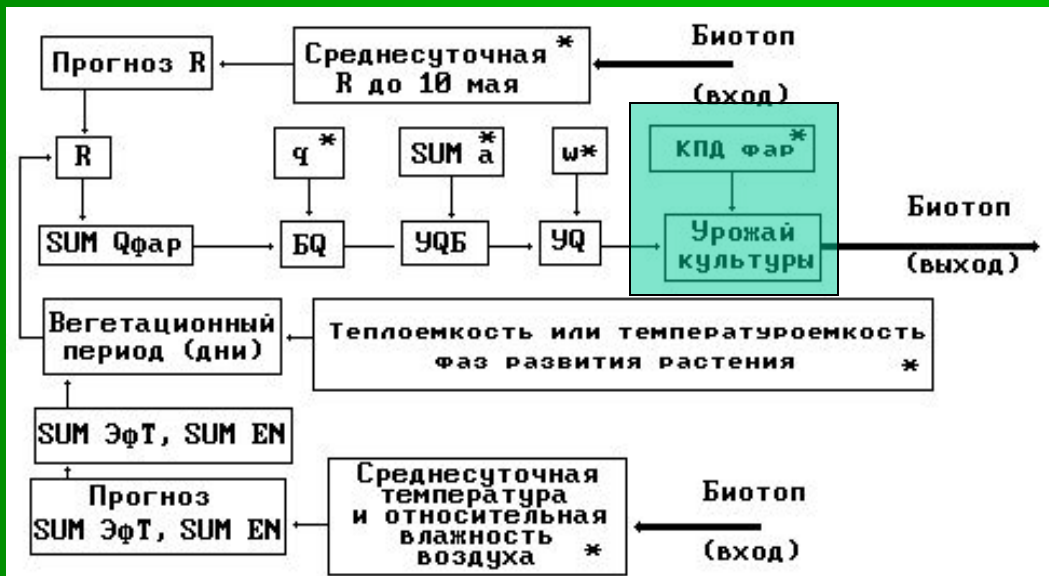 Прогноз R
Среднесуточная *
R до 10 мая
Биотоп
(вход)
R
q *
SUM a *
w*
КПД фар *
SUM Qфар
БQ
УQБ
УQ
Урожай
культуры
Биотоп
(выход)
Вегетационный
период (дни)
Теплоемкость или температуроемкость
фаз развития растения *
SUM ЭфТ, SUM EN
Прогноз
SUM ЭфТ, SUM EN
Среднесуточная
температура
и относительная
влажность
воздуха *
Биотоп
(вход)